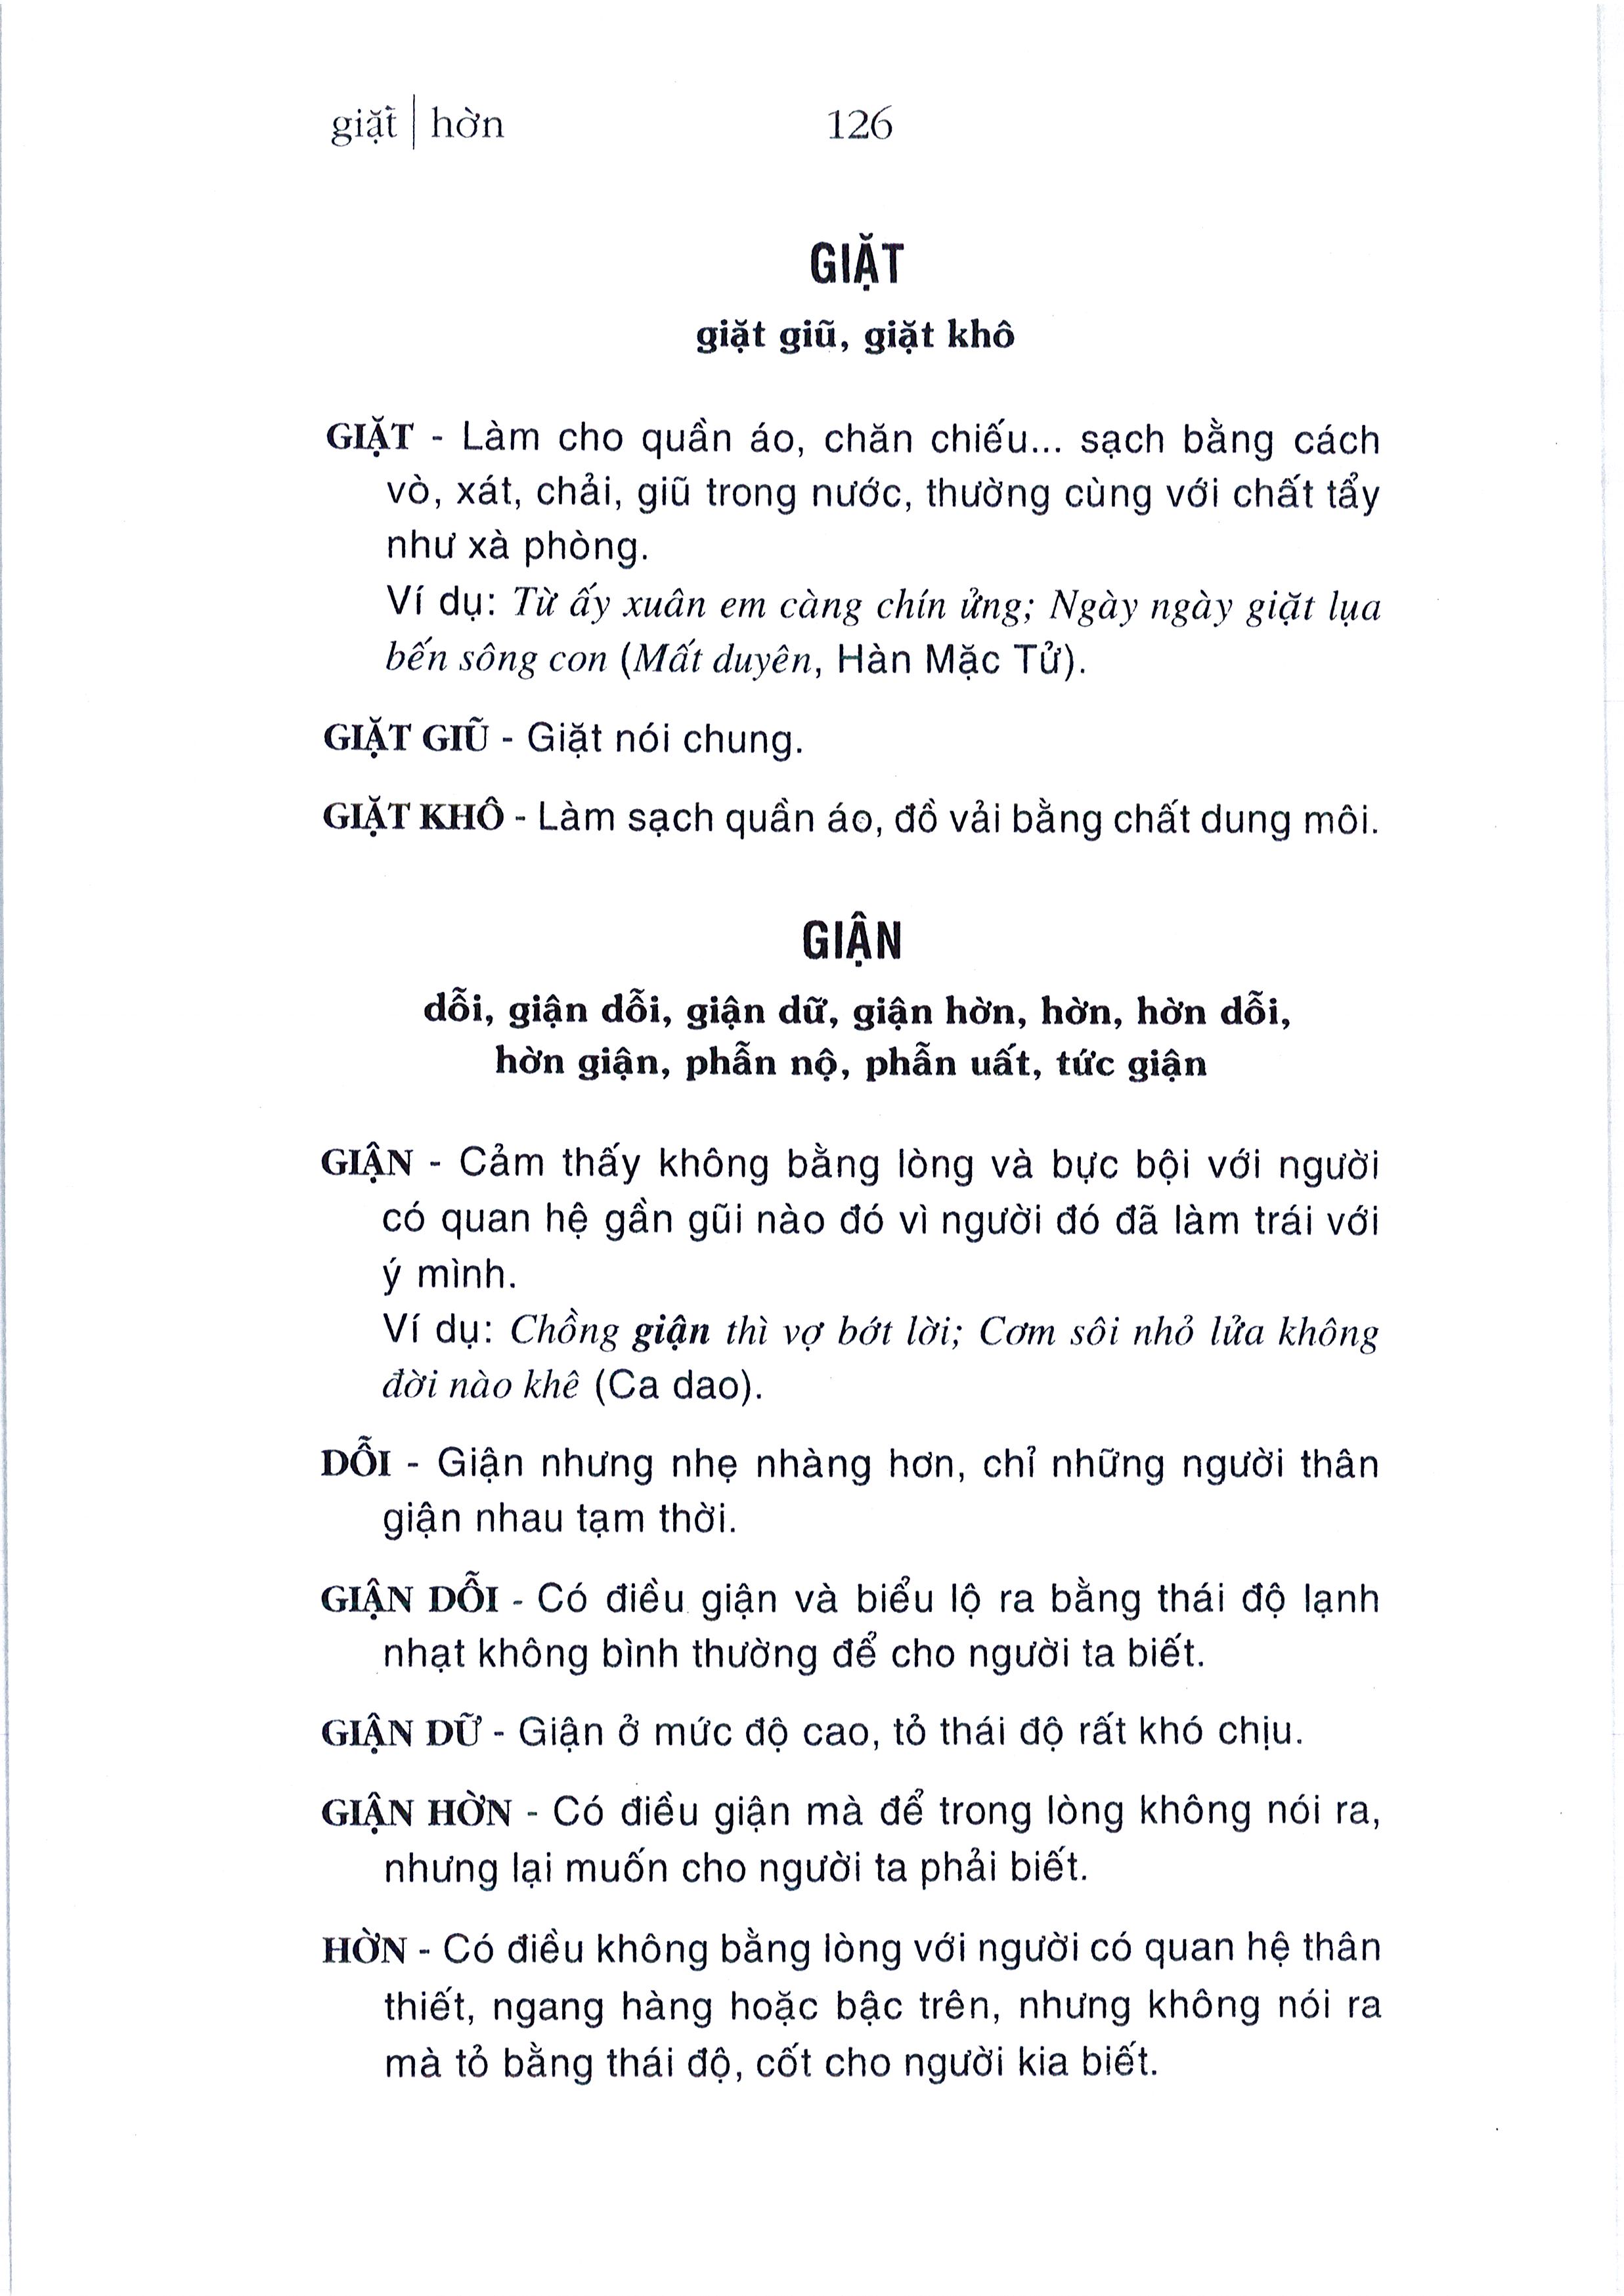 giặt | hờn
126
GIẶT
giặt giũ, giặt khô
GIẶT - Làm cho quần áo, chăn chiếu... sạch bằng cách
vò, xát, chải, giũ trong nước, thường cùng với chất tẩy
như xà phòng.
Ví dụ: Từ ấy xuân em càng chín ửng; Ngày ngày giặt lụa
bến sông con (Mất duyên, Hàn Mặc Tử).
GIẶT GIŨ - Giặt nói chung.
GIẶT KHÔ - Làm sạch quần áo, đồ vải bằng chất dung môi.
GIẬN
dỗi, giận dỗi, giận dữ, giận hờn, hờn, hờn dỗi,
hờn giận, phẫn nộ, phẫn uất, tức giận
GIẬN - Cảm thấy không bằng lòng và bực bội với người
có quan hệ gần gũi nào đó vì người đó đã làm trái với
ý mình.
Ví dụ: Chồng giận thì vợ bớt lời; Cơm sôi nhỏ lửa không
đời nào khê (Ca dao).
DỖI - Giận nhưng nhẹ nhàng hơn, chỉ những người thân
giận nhau tạm thời.
GIẬN DỖI - Có điều giận và biểu lộ ra bằng thái độ lạnh
nhạt không bình thường để cho người ta biết.
GIẬN DỮ - Giận ở mức độ cao, tỏ thái độ rất khó chịu.
GIẬN HỜN - Có điều giận mà để trong lòng không nói ra,
nhưng lại muốn cho người ta phải biết.
HỜN - Có điều không bằng lòng với người có quan hệ thân
thiết, ngang hàng hoặc bậc trên, nhưng không nói ra
mà tỏ bằng thái độ, cốt cho người kia biết.